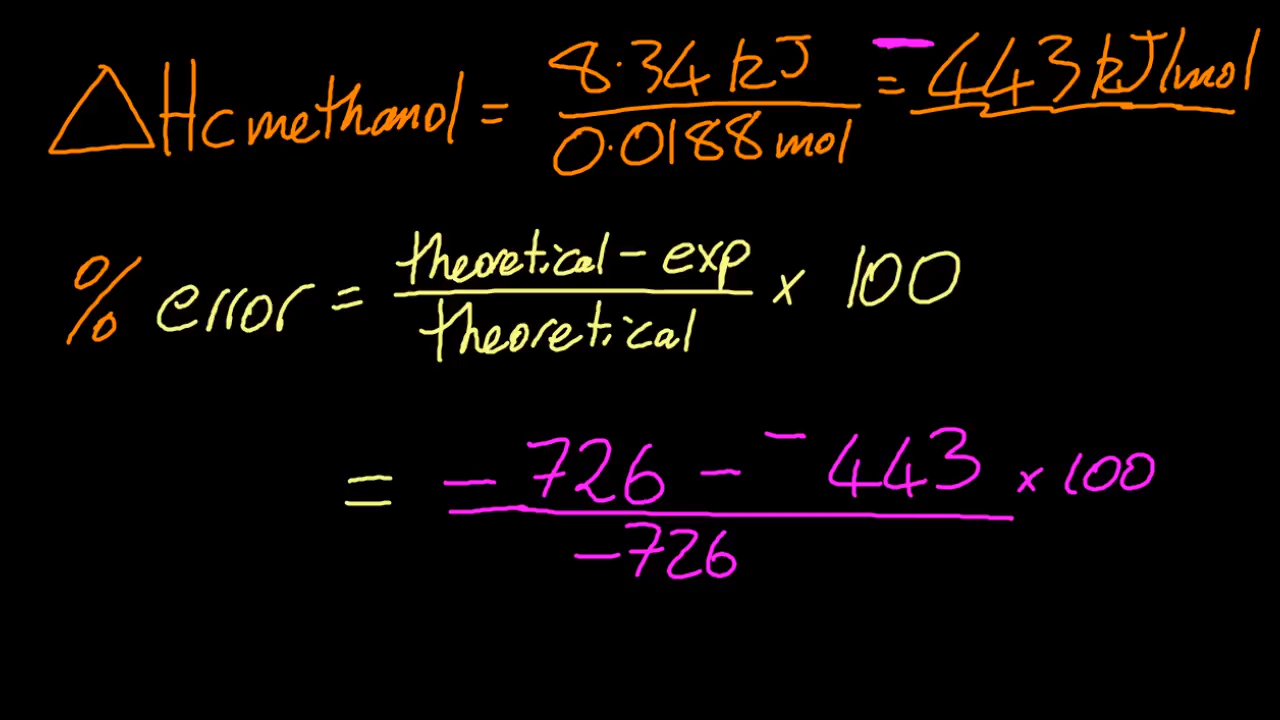 △Hc methanol = 8.34 kJ / 0.0188 mol = -443 kJ/mol
% error = theoretical - exp / theoretical x 100
= -726 - -443 / -726 x 100